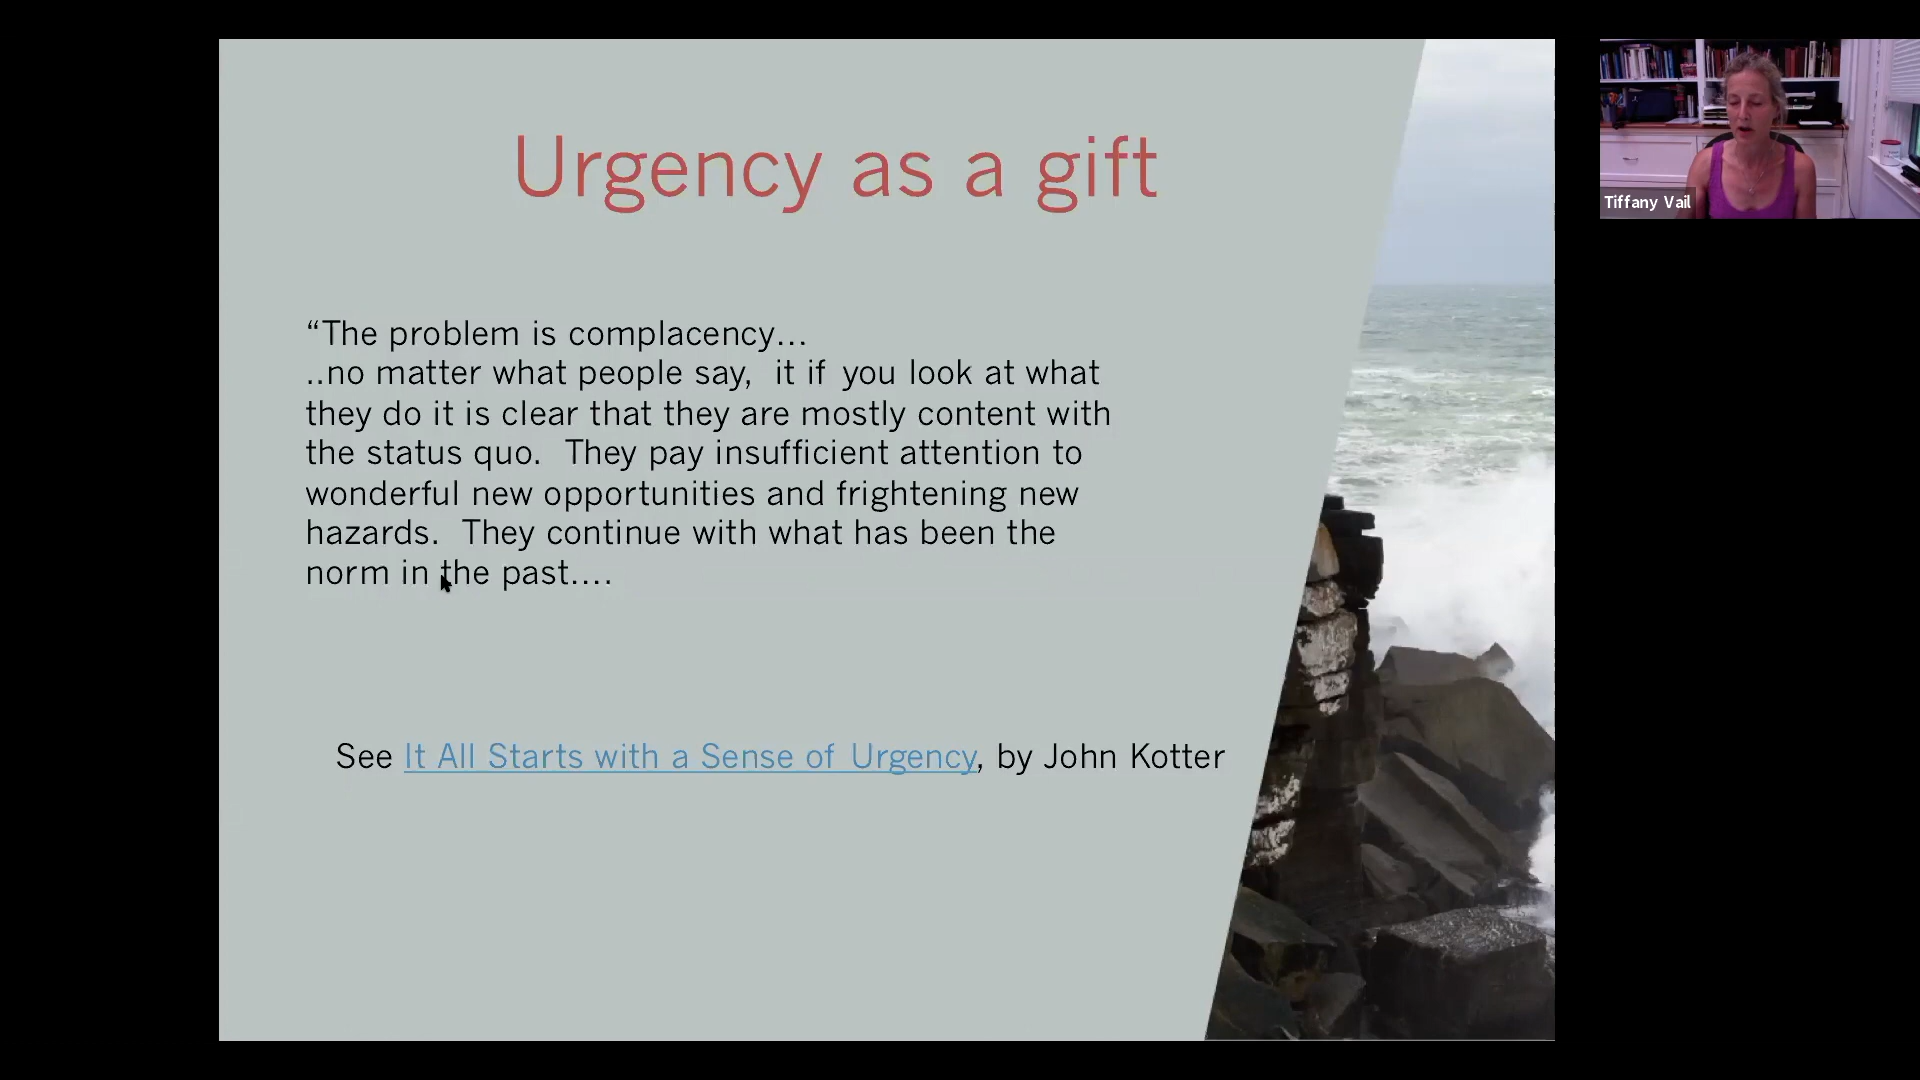 Urgency as a gift
“The problem is complacency...
..no matter what people say,  it if you look at what
they do it is clear that they are mostly content with
the status quo.  They pay insufficient attention to
wonderful new opportunities and frightening new
hazards.  They continue with what has been the
norm in the past....
See It All Starts with a Sense of Urgency, by John Kotter
Tiffany Vail